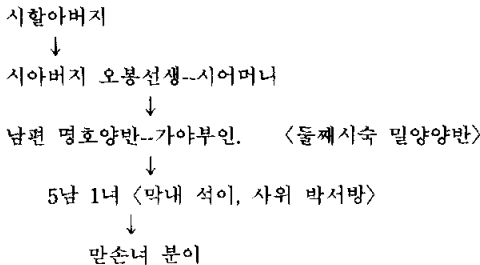 시할아버지
↓
시아버지 오봉선생--시어머니
↓
남편 명호양반--가야부인. 〈둘째시숙 밀양양반〉
↓
5남 1녀 〈막내 석이, 사위 박서방〉
↓
맏손녀 분이